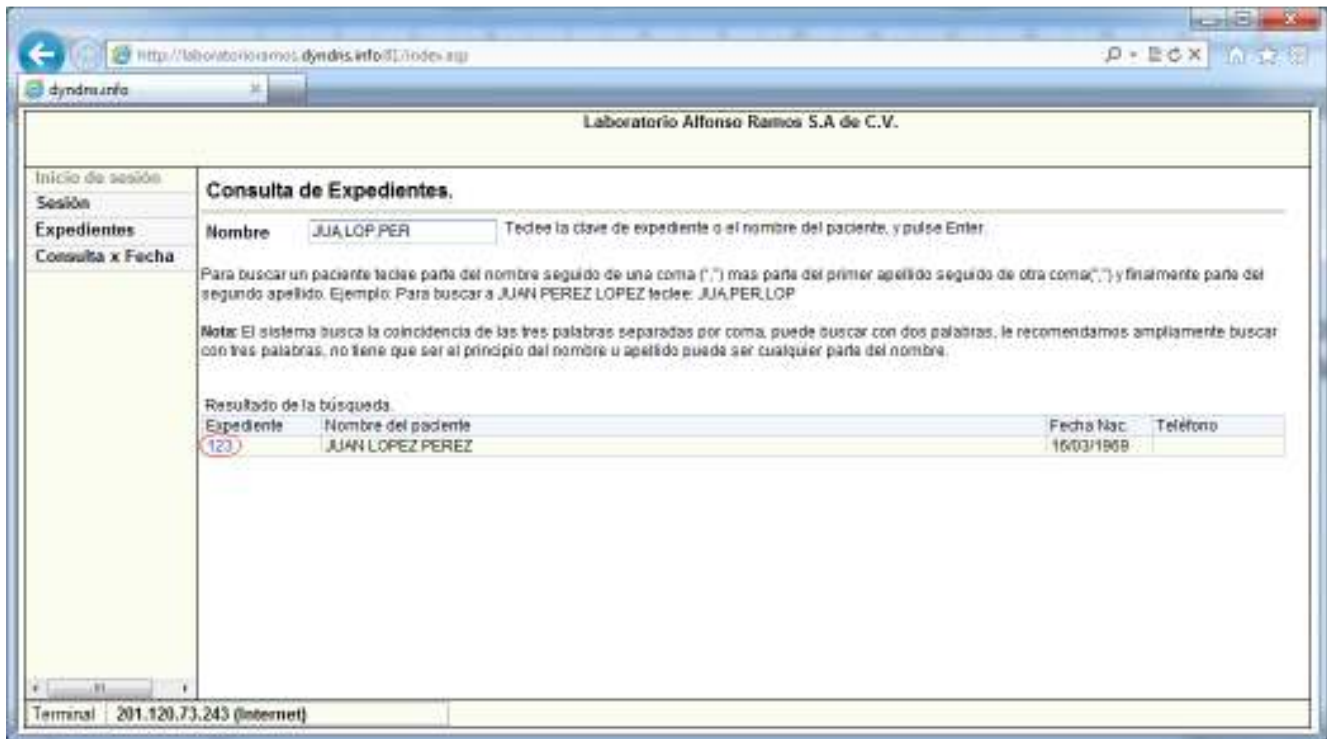 http://laboratorioramos.dyndns.info:81/index.asp
dyndns.info
Laboratorio Alfonso Ramos S.A de C.V.
Inicio de sesión
Sesión
Expedientes
Consulta x Fecha
Consulta de Expedientes.
Nombre JUA,LOP,PER Teclee la clave de expediente o el nombre del paciente, y pulse Enter.
Para buscar un paciente teclee parte del nombre seguido de una coma (",") mas parte del primer apellido seguido de otra coma(",") y finalmente parte del
segundo apellido. Ejemplo: Para buscar a JUAN PEREZ LOPEZ teclee: JUA,PER,LOP
Nota: El sistema busca la coincidencia de las tres palabras separadas por coma, puede buscar con dos palabras, le recomendamos ampliamente buscar
con tres palabras, no tiene que ser el principio del nombre u apellido puede ser cualquier parte del nombre.
Resultado de la búsqueda.
Expediente Nombre del paciente Fecha Nac. Teléfono
123 JUAN LOPEZ PEREZ 16/03/1969
Terminal 201.120.73.243 (Internet)